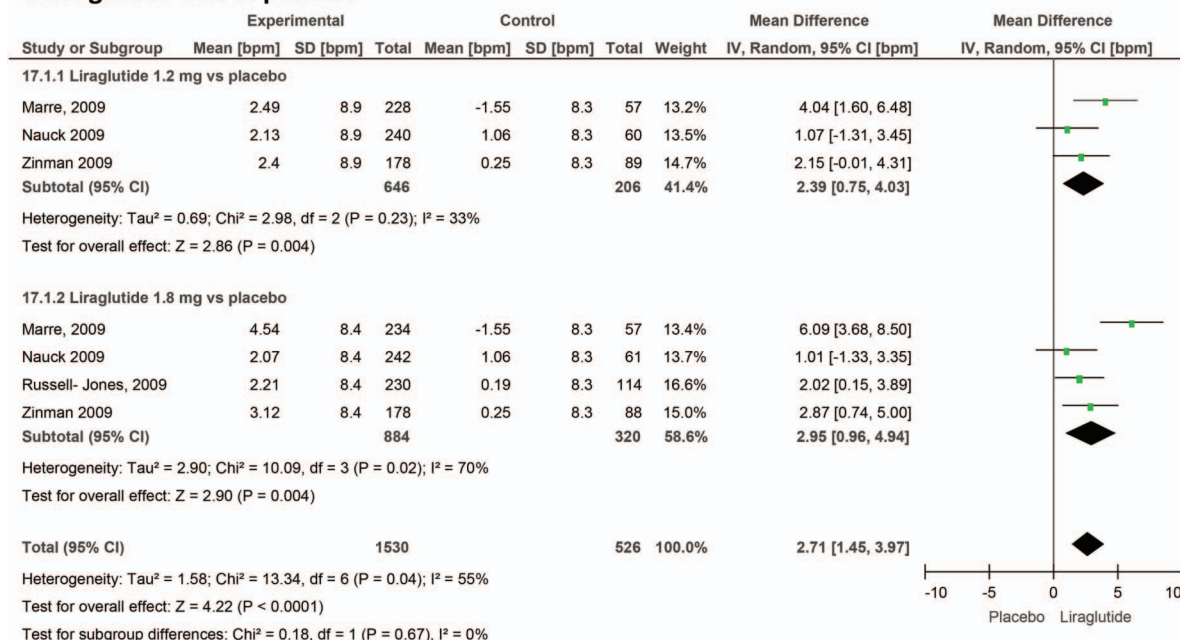 Experimental Control Mean Difference Mean Difference
Study or Subgroup Mean [bpm] SD [bpm] Total Mean [bpm] SD [bpm] Total Weight IV, Random, 95% CI [bpm] IV, Random, 95% CI [bpm]
17.1.1 Liraglutide 1.2 mg vs placebo
Marre, 2009 2.49 8.9 228 -1.55 8.3 57 13.2% 4.04 [1.60, 6.48]
Nauck 2009 2.13 8.9 240 1.06 8.3 60 13.5% 1.07 [-1.31, 3.45]
Zinman 2009 2.4 8.9 178 0.25 8.3 89 14.7% 2.15 [-0.01, 4.31]
Subtotal (95% CI) 646 206 41.4% 2.39 [0.75, 4.03]
Heterogeneity: Tau² = 0.69; Chi² = 2.98, df = 2 (P = 0.23); I² = 33%
Test for overall effect: Z = 2.86 (P = 0.004)
17.1.2 Liraglutide 1.8 mg vs placebo
Marre, 2009 4.54 8.4 234 -1.55 8.3 57 13.4% 6.09 [3.68, 8.50]
Nauck 2009 2.07 8.4 242 1.06 8.3 61 13.7% 1.01 [-1.33, 3.35]
Russell- Jones, 2009 2.21 8.4 230 0.19 8.3 114 16.6% 2.02 [0.15, 3.89]
Zinman 2009 3.12 8.4 178 0.25 8.3 88 15.0% 2.87 [0.74, 5.00]
Subtotal (95% CI) 884 320 58.6% 2.95 [0.96, 4.94]
Heterogeneity: Tau² = 2.90; Chi² = 10.09, df = 3 (P = 0.02); I² = 70%
Test for overall effect: Z = 2.90 (P = 0.004)
Total (95% CI) 1530 526 100.0% 2.71 [1.45, 3.97]
Heterogeneity: Tau² = 1.58; Chi² = 13.34, df = 6 (P = 0.04); I² = 55%
Test for overall effect: Z = 4.22 (P < 0.0001)
Test for subgroup differences: Chi² = 0.18, df = 1 (P = 0.67), I² = 0%
-10 -5 0 5 10
Placebo Liraglutide